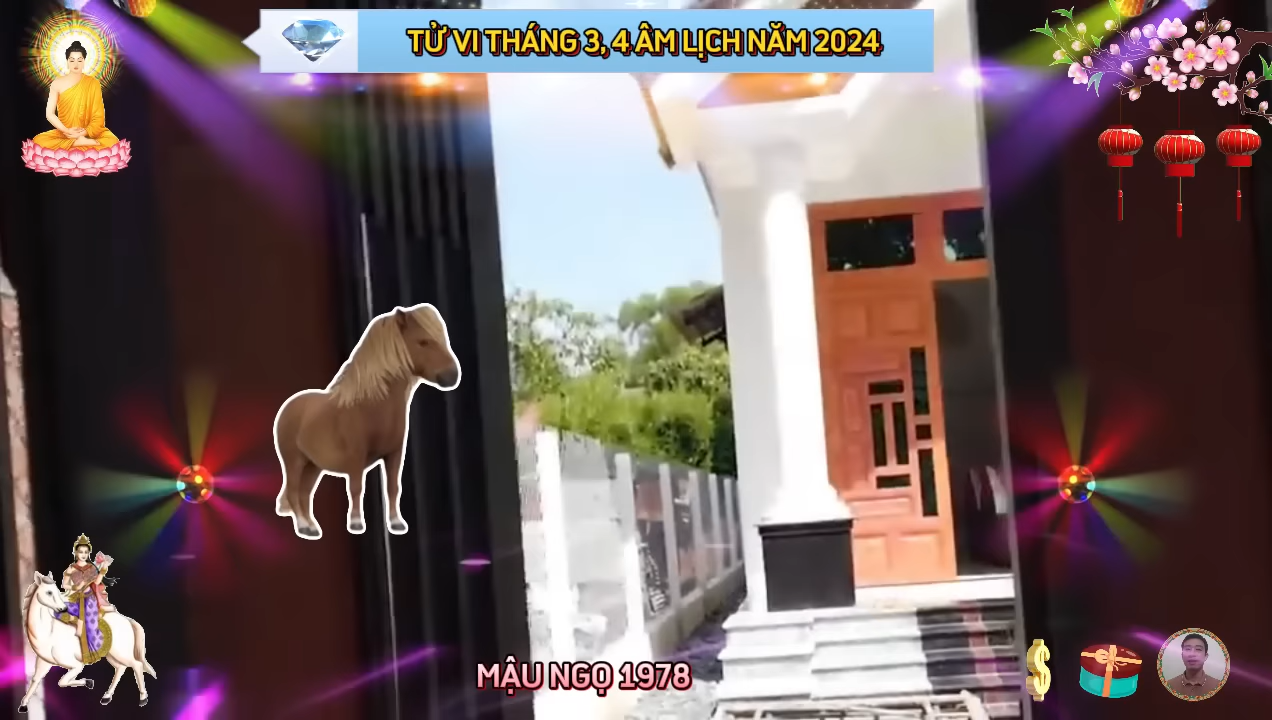 TỬ VI THÁNG 3, 4 ÂM LỊCH NĂM 2024
MẬU NGỌ 1978